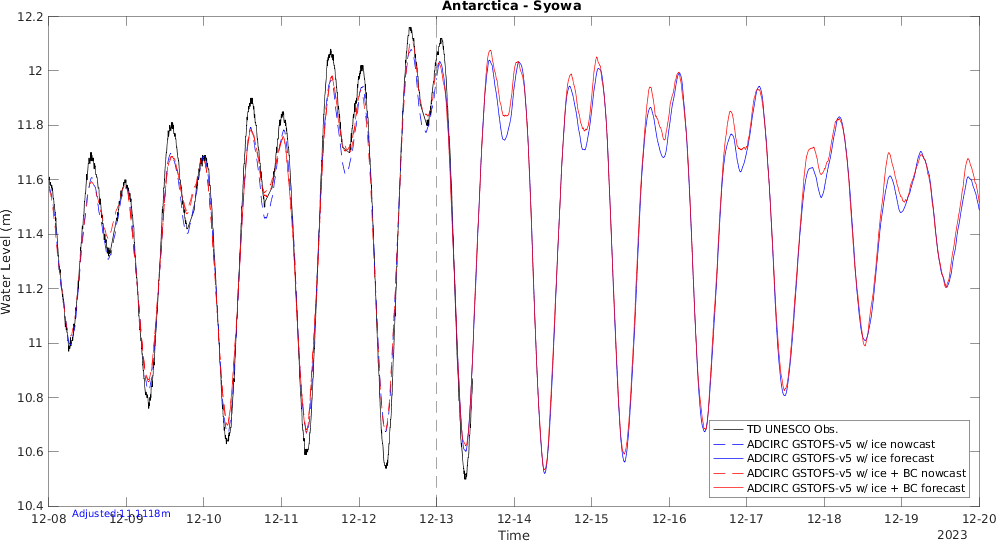 Antarctica - Syowa
Water Level (m)
12.2
12
11.8
11.6
11.4
11.2
11
10.8
10.6
10.4
TD UNESCO Obs.
ADCIRC GSTOFS-v5 w/ ice nowcast
ADCIRC GSTOFS-v5 w/ ice forecast
ADCIRC GSTOFS-v5 w/ ice + BC nowcast
ADCIRC GSTOFS-v5 w/ ice + BC forecast
Adjusted:11.1118m
12-08 12-09 12-10 12-11 12-12 12-13 12-14 12-15 12-16 12-17 12-18 12-19 12-20
Time
2023